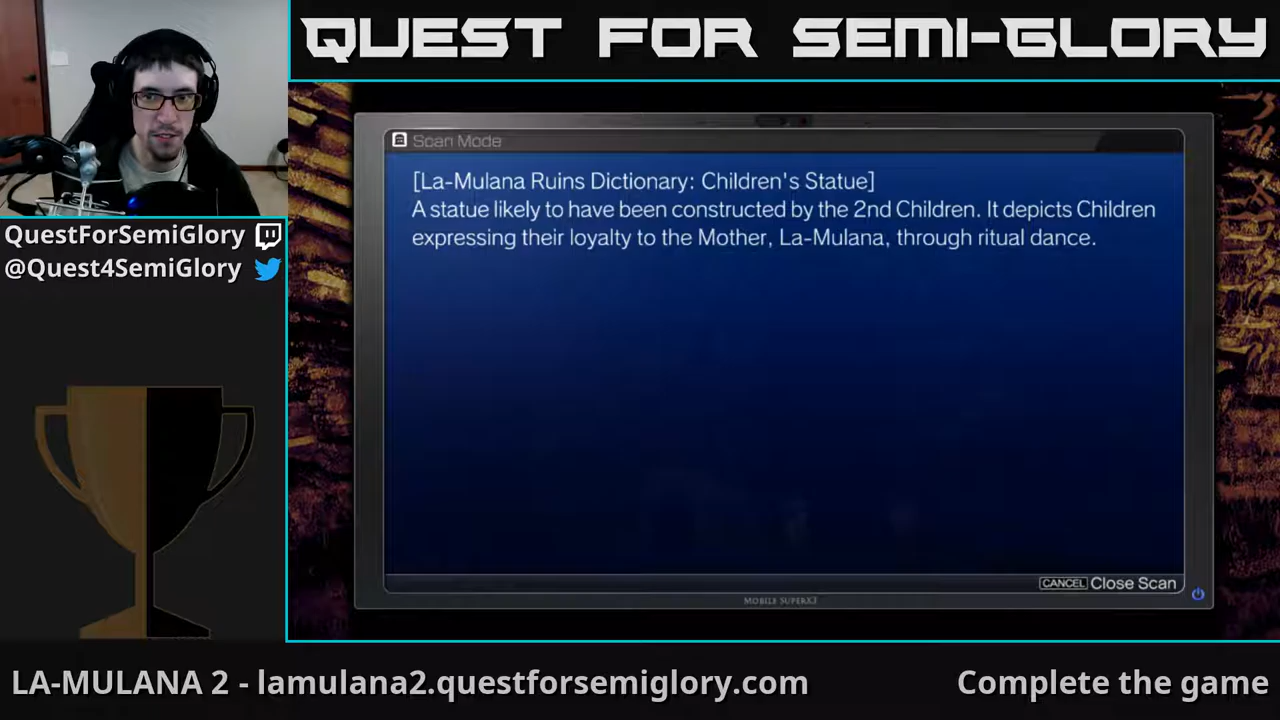 QUEST FOR SEMI-GLORY
Scan Mode
[La-Mulana Ruins Dictionary: Children's Statue]
A statue likely to have been constructed by the 2nd Children. It depicts Children
expressing their loyalty to the Mother, La-Mulana, through ritual dance.
CANCEL Close Scan
MOBILE SUPERX3
QuestForSemiGlory
@Quest4SemiGlory
LA-MULANA 2 - lamulana2.questforsemiglory.com
Complete the game